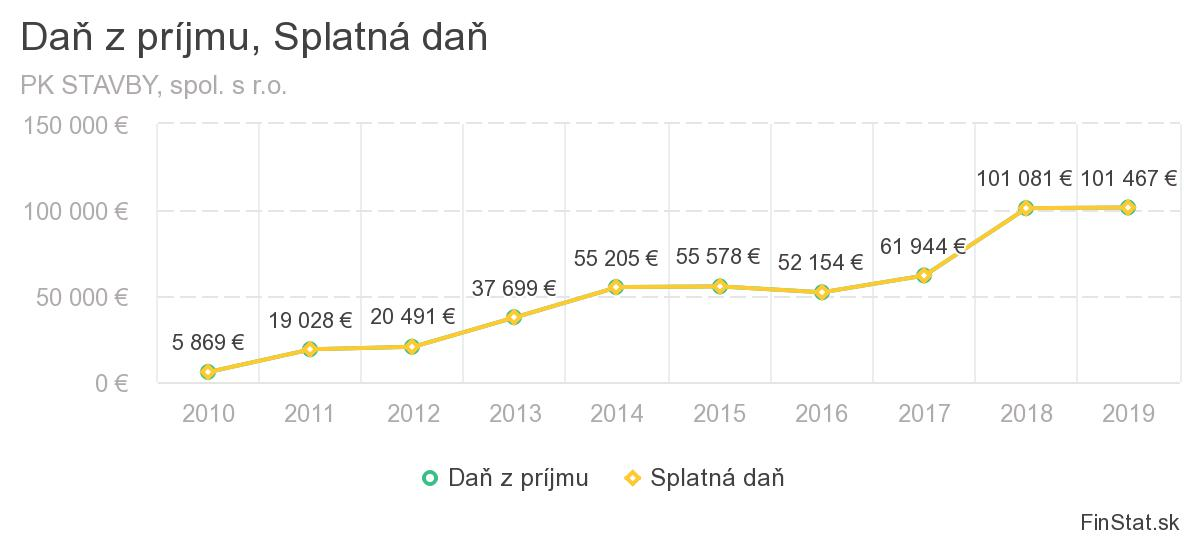 Daň z príjmu, Splatná daň
PK STAVBY, spol. s r.o.
150 000 €
100 000 €
50 000 €
0 €
5 869 €
19 028 €
20 491 €
37 699 €
55 205 €
55 578 €
52 154 €
61 944 €
101 081 €
101 467 €
2010 2011 2012 2013 2014 2015 2016 2017 2018 2019
Daň z príjmu Splatná daň
FinStat.sk